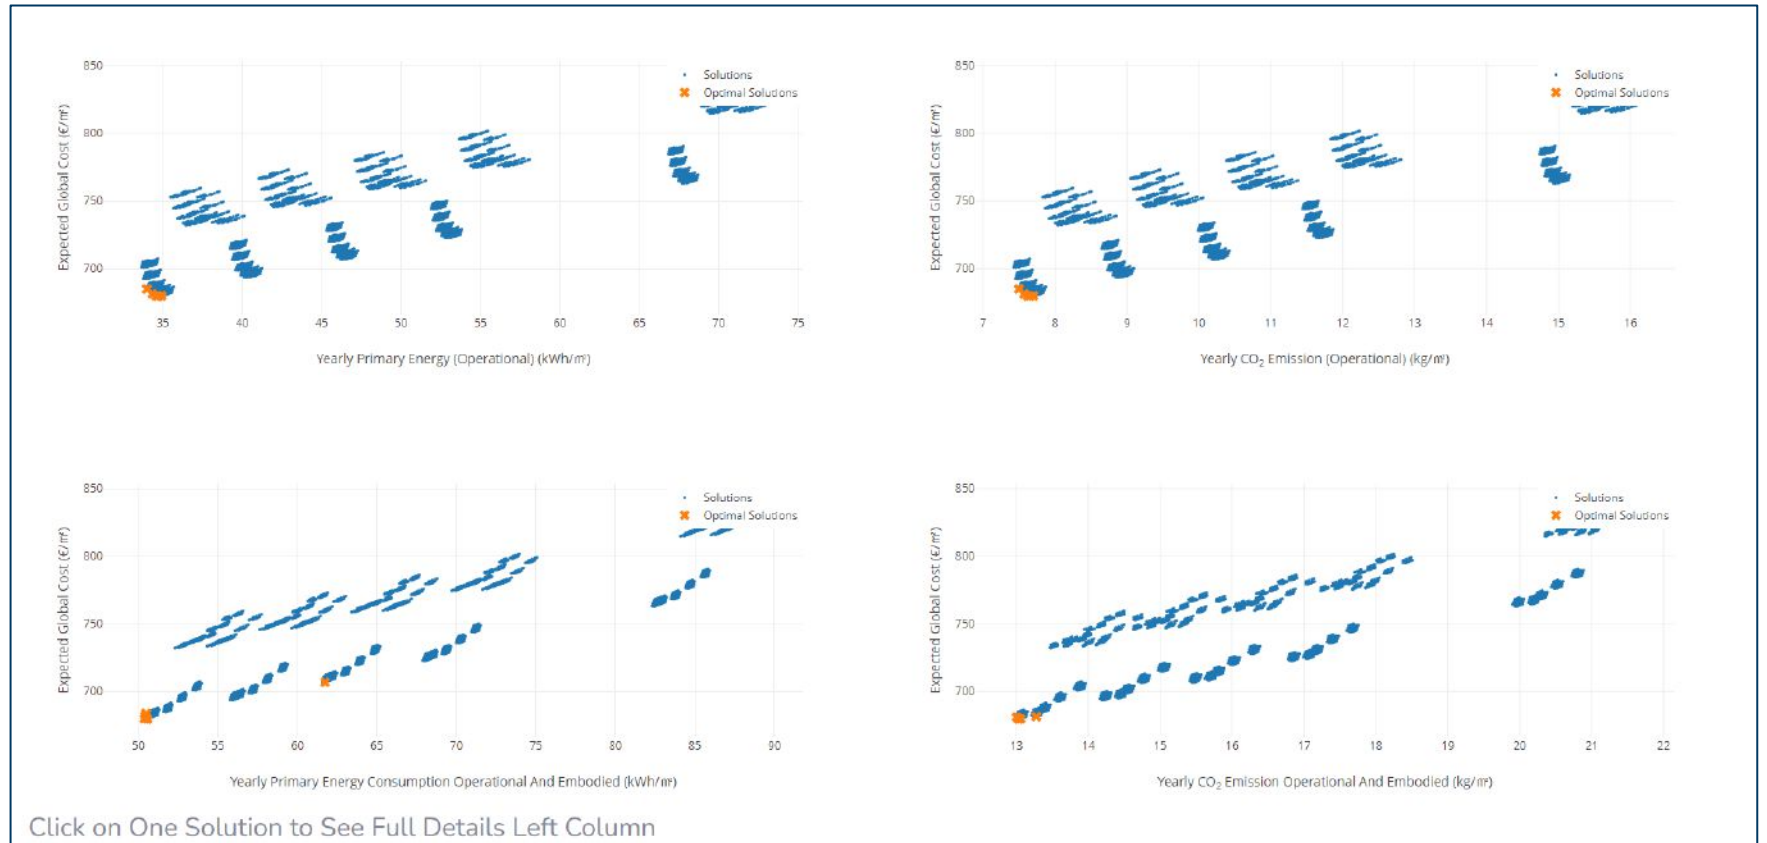 850
800
750
700
Expected Global Cost (€/m²)
Solutions
Optimal Solutions
35 40 45 50 55 60 65 70 75
Yearly Primary Energy (Operational) (kWh/m²)
850
800
750
700
Expected Global Cost (€/m²)
Solutions
Optimal Solutions
7 8 9 10 11 12 13 14 15 16
Yearly CO₂ Emission (Operational) (kg/m²)
850
800
750
700
Expected Global Cost (€/m²)
Solutions
Optimal Solutions
50 55 60 65 70 75 80 85 90
Yearly Primary Energy Consumption Operational And Embodied (kWh/m²)
850
800
750
700
Expected Global Cost (€/m²)
Solutions
Optimal Solutions
13 14 15 16 17 18 19 20 21 22
Yearly CO₂ Emission Operational And Embodied (kg/m²)
Click on One Solution to See Full Details Left Column